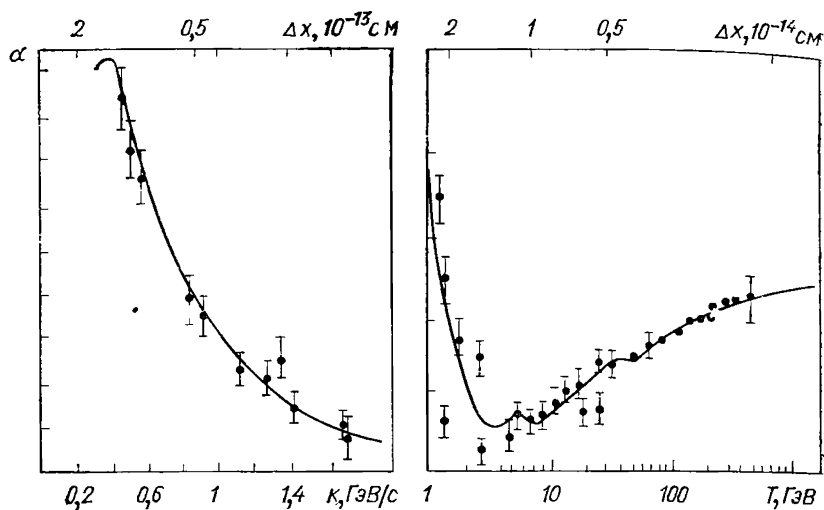 2 0,5 Δx, 10⁻¹³ см
2 1 0,5 Δx, 10⁻¹⁴ см
α
0,2 0,6 1 1,4 к, ГэВ/с
1 10 100 T, ГэВ